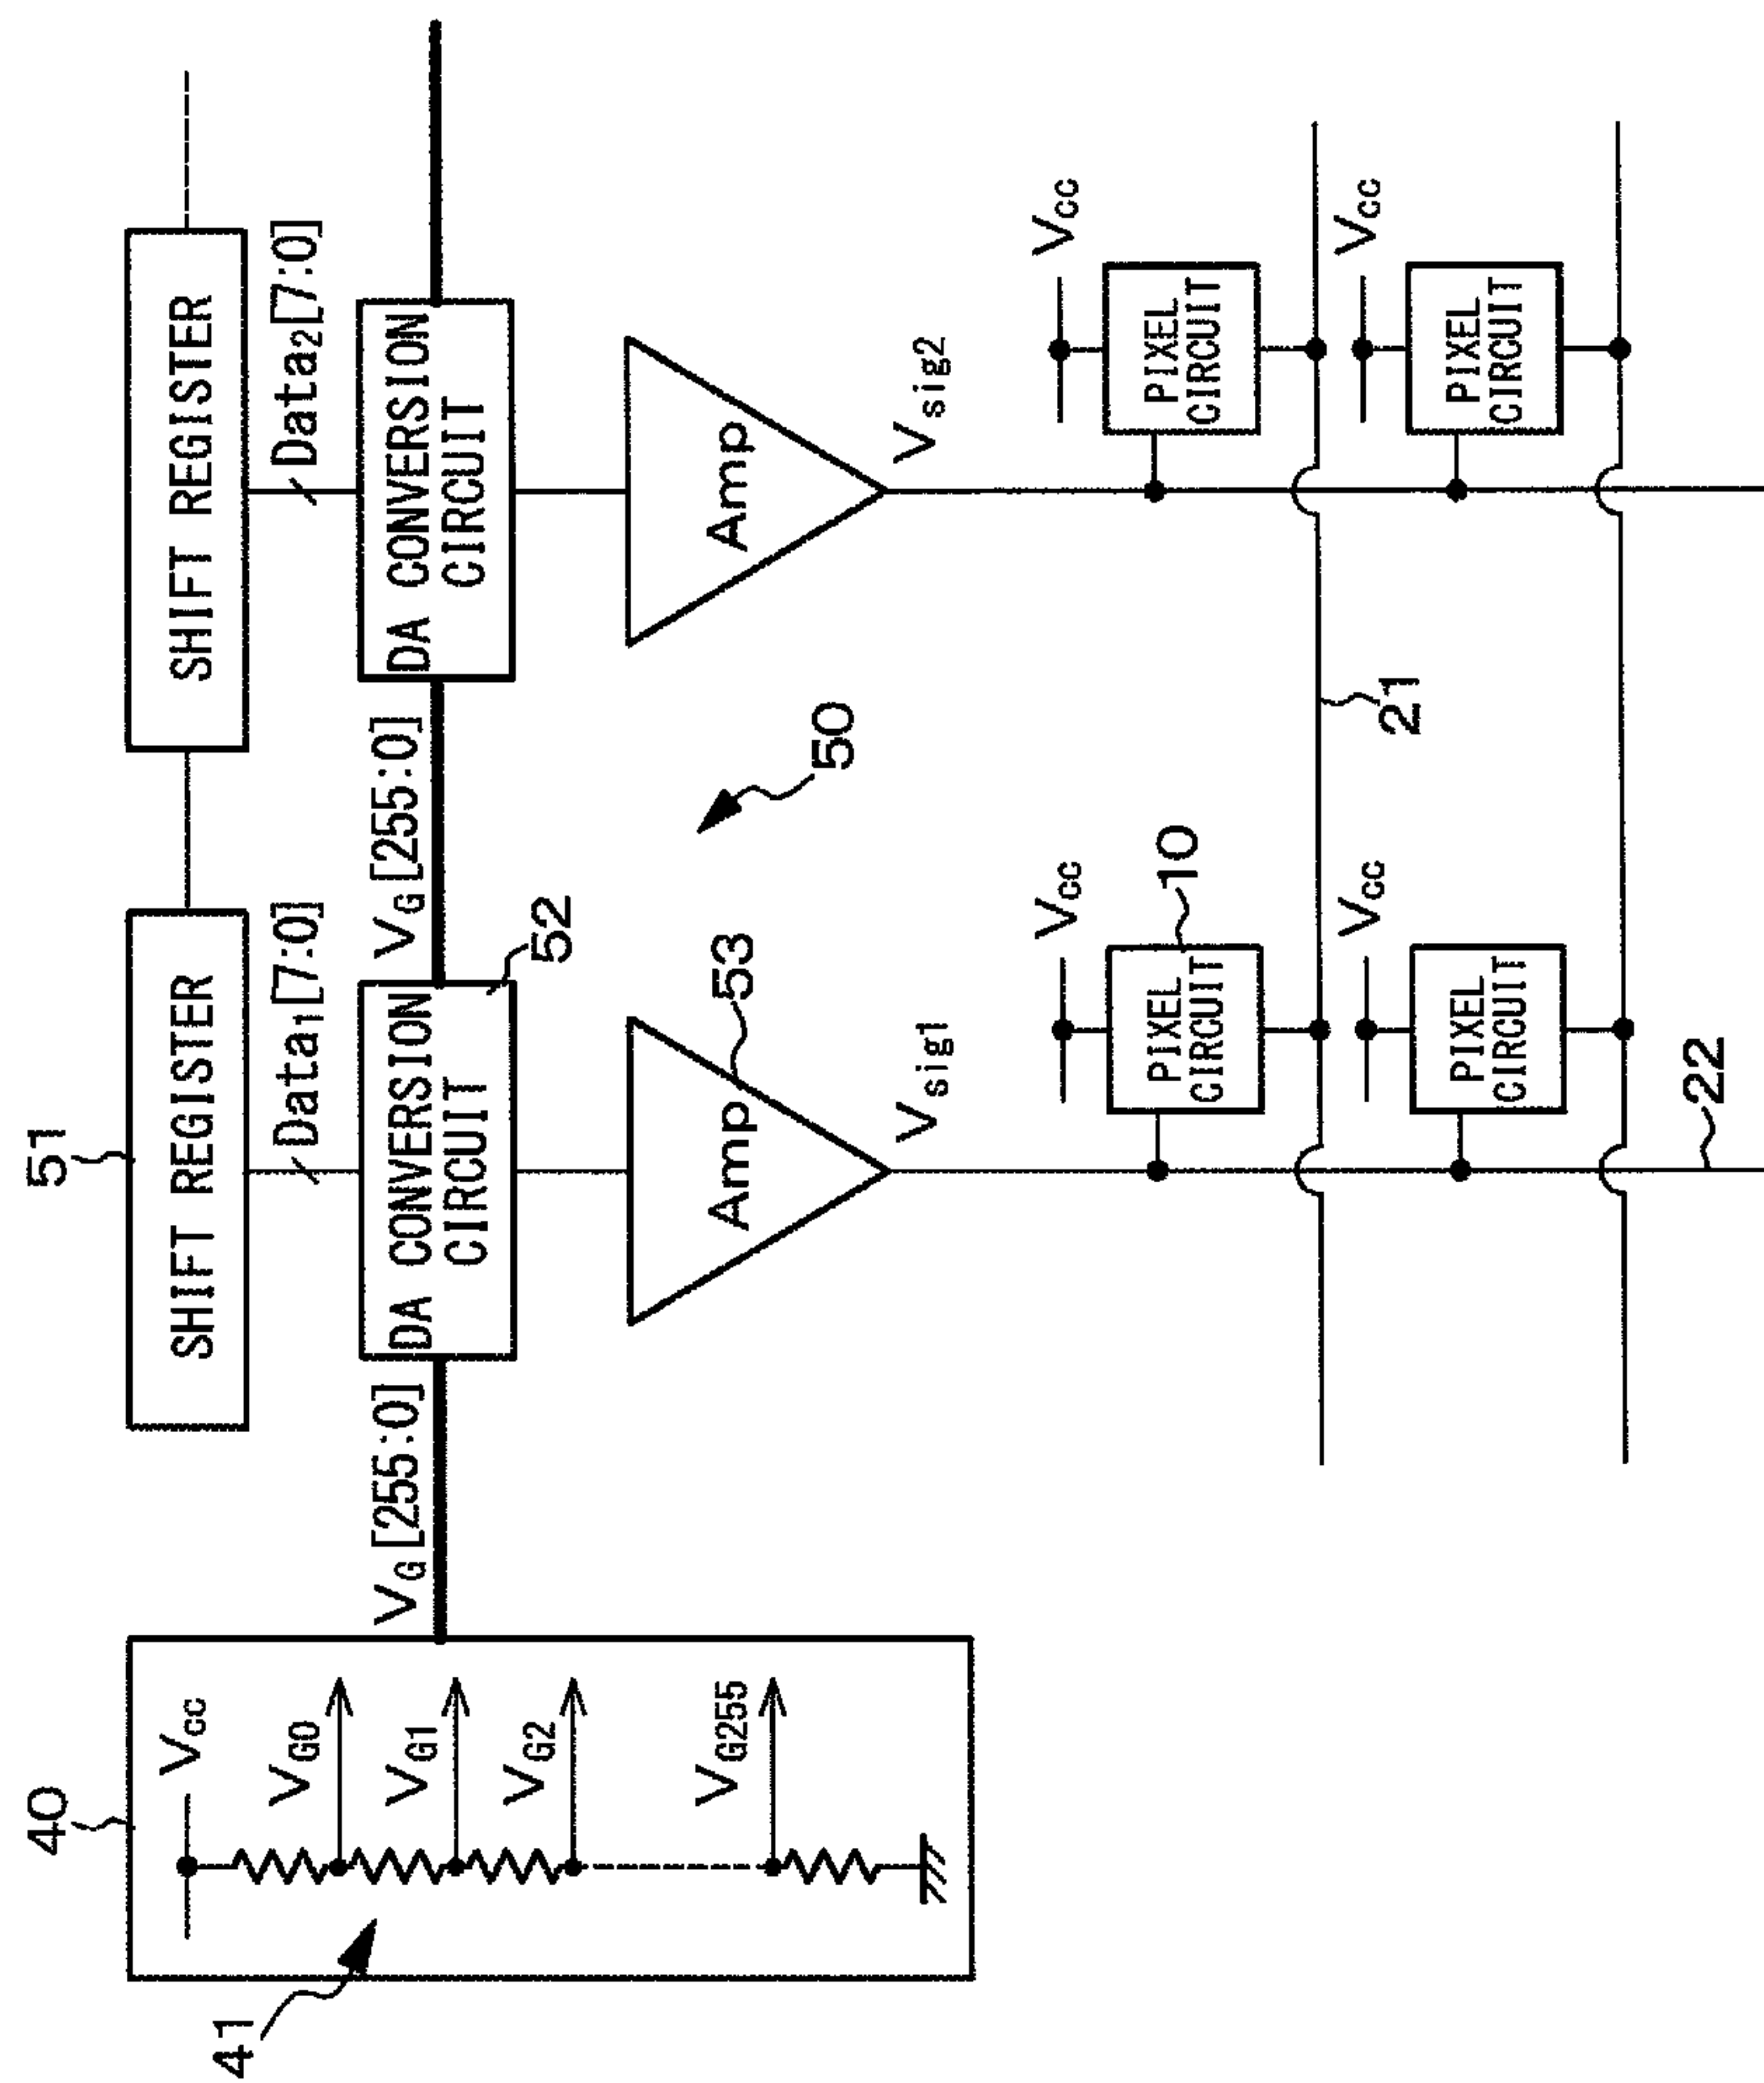 40
41
Vcc
VG0
VG1
VG2
VG255
VG[255:0]
51
SHIFT REGISTER
Data1[7:0]
DA CONVERSION
CIRCUIT
52
VG[255:0]
Amp
53
Vsig1
50
SHIFT REGISTER
Data2[7:0]
DA CONVERSION
CIRCUIT
Amp
Vsig2
Vcc
PIXEL
CIRCUIT
10
Vcc
PIXEL
CIRCUIT
21
Vcc
PIXEL
CIRCUIT
Vcc
PIXEL
CIRCUIT
22